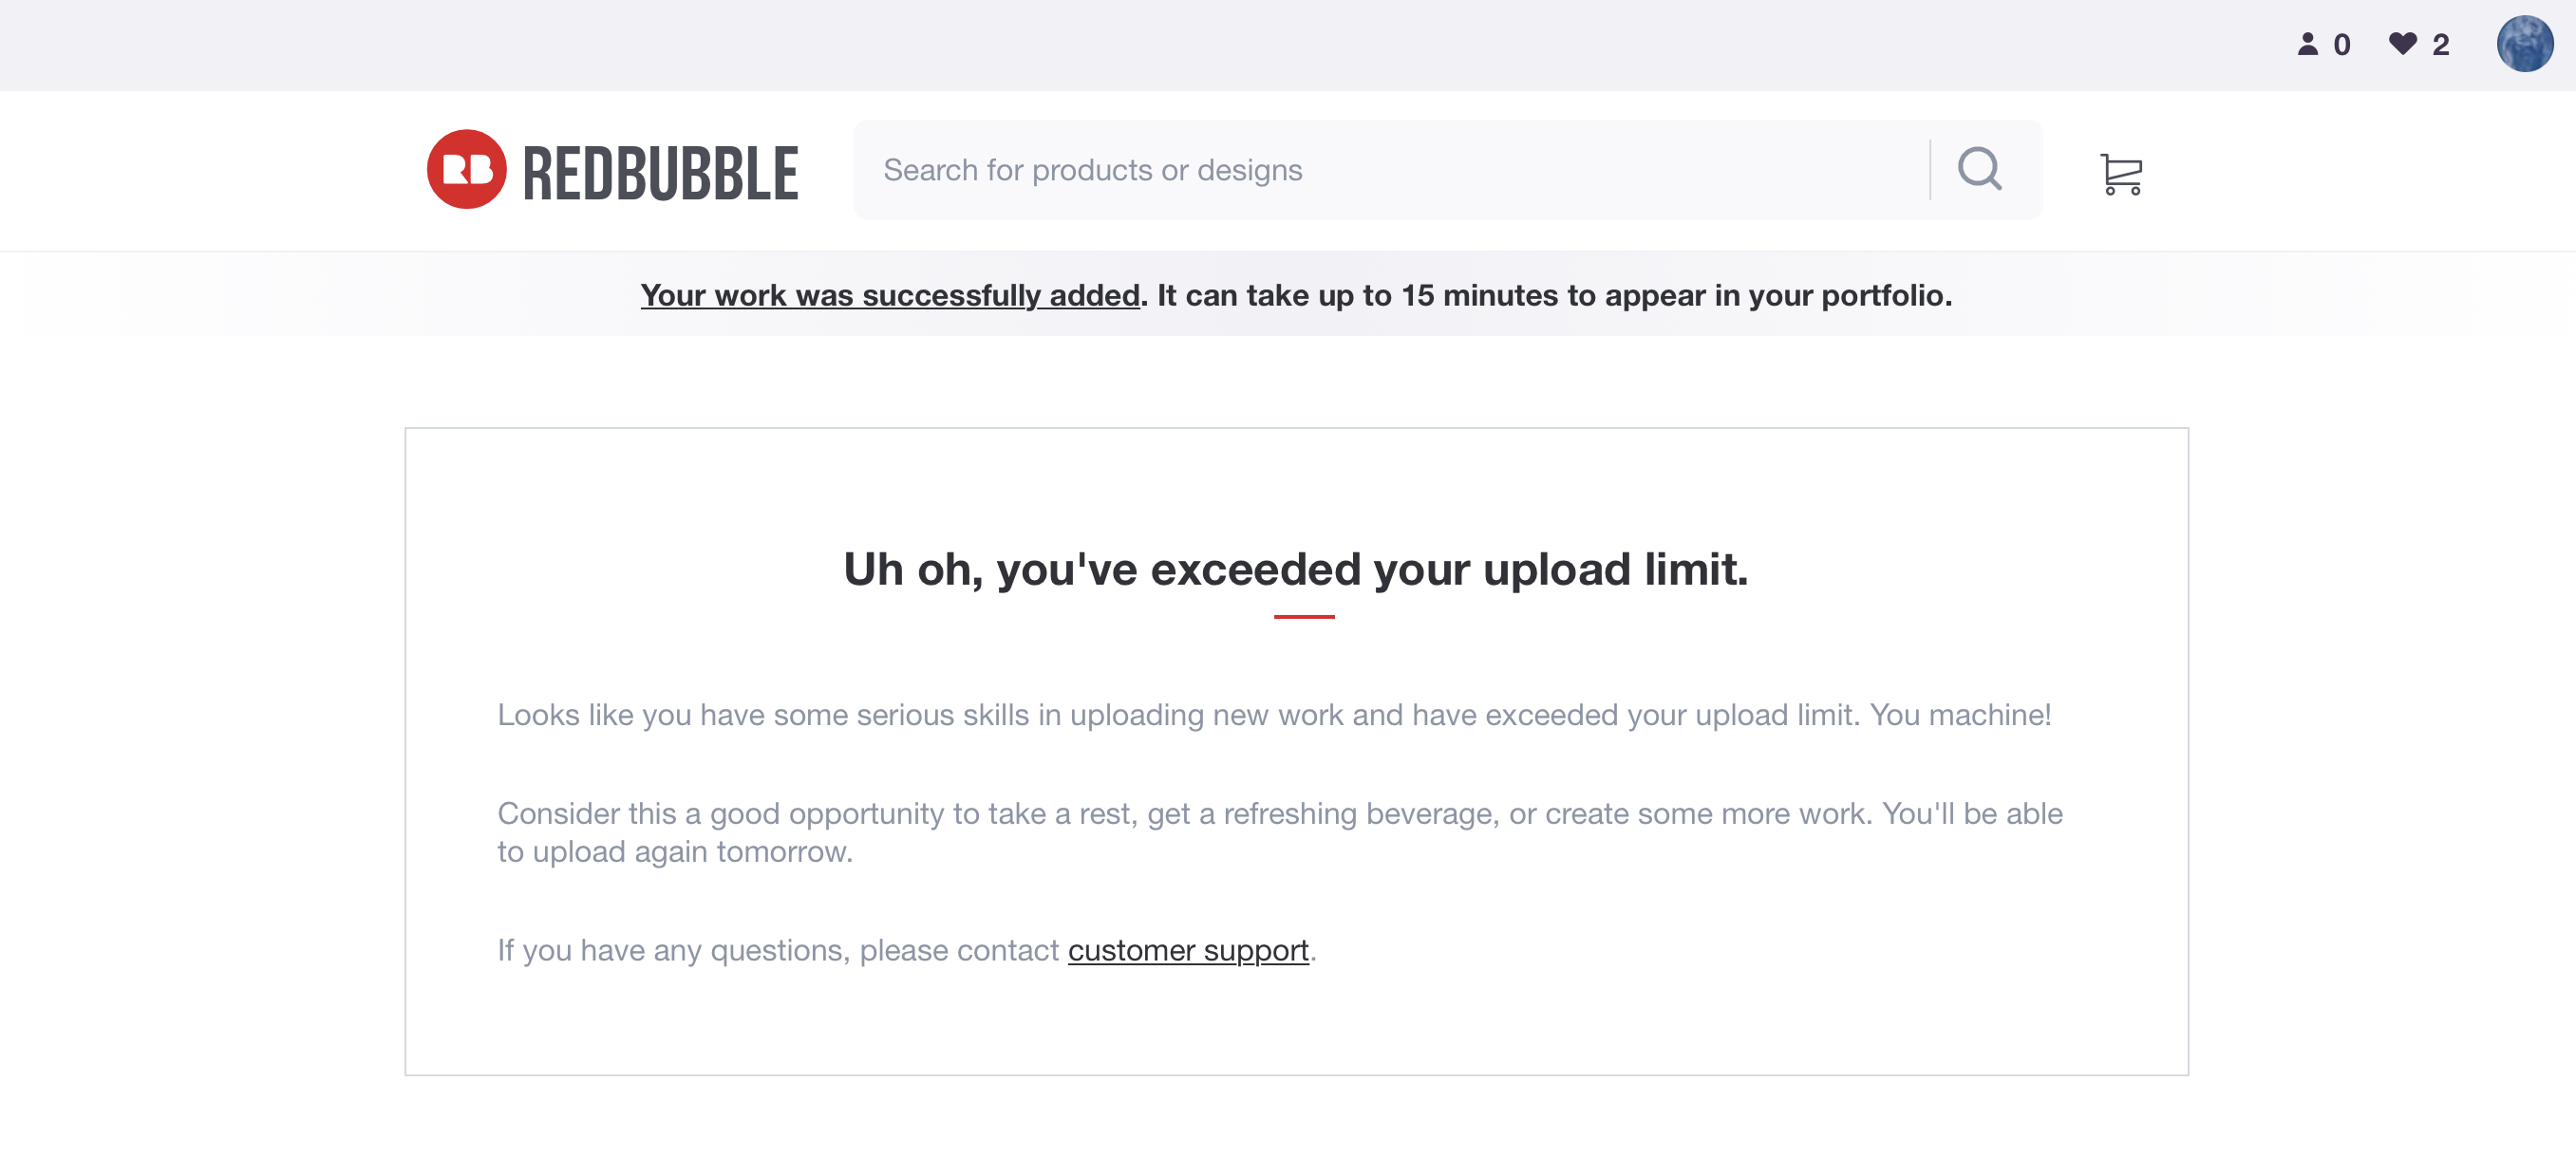 0 2
RB REDBUBBLE
Search for products or designs
Your work was successfully added. It can take up to 15 minutes to appear in your portfolio.
Uh oh, you've exceeded your upload limit.
Looks like you have some serious skills in uploading new work and have exceeded your upload limit. You machine!
Consider this a good opportunity to take a rest, get a refreshing beverage, or create some more work. You'll be able
to upload again tomorrow.
If you have any questions, please contact customer support.